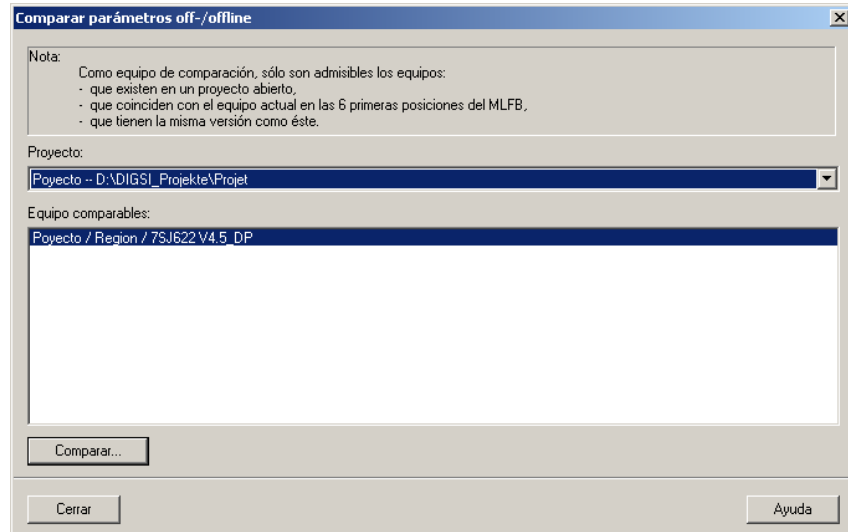 Comparar parámetros off-/offline
Nota:
Como equipo de comparación, sólo son admisibles los equipos:
- que existen en un proyecto abierto,
- que coinciden con el equipo actual en las 6 primeras posiciones del MLFB,
- que tienen la misma versión como éste.
Proyecto:
Poyecto -- D:\DIGSI_Projekte\Projet
Equipo comparables:
Poyecto / Region / 7SJ622 V4.5_DP
Comparar...
Cerrar
Ayuda